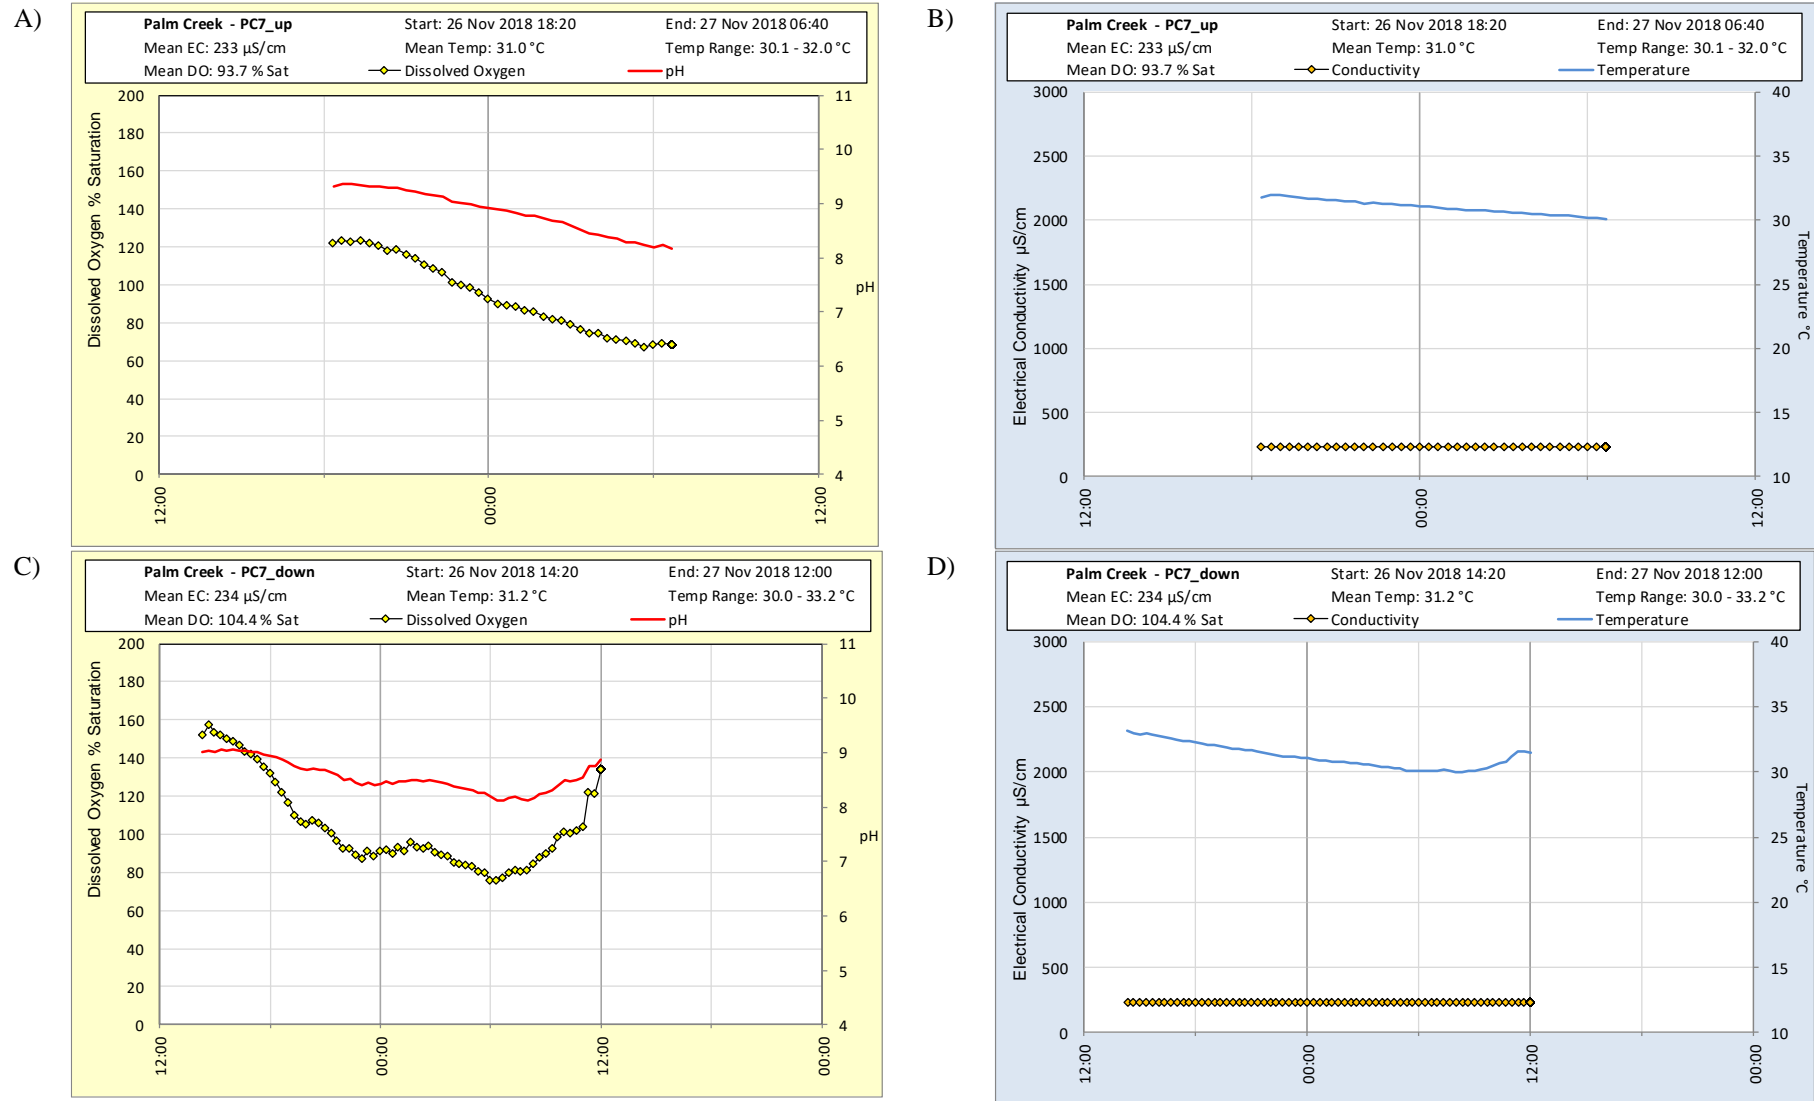 A)
Palm Creek - PC7_up Start: 26 Nov 2018 18:20 End: 27 Nov 2018 06:40
Mean EC: 233 µS/cm Mean Temp: 31.0 °C Temp Range: 30.1 - 32.0 °C
Mean DO: 93.7 % Sat Dissolved Oxygen pH
200
180
160
140
120
100
80
60
40
20
0
Dissolved Oxygen % Saturation
11
10
9
8
7
6
5
4
pH
12:00 00:00 12:00
B)
Palm Creek - PC7_up Start: 26 Nov 2018 18:20 End: 27 Nov 2018 06:40
Mean EC: 233 µS/cm Mean Temp: 31.0 °C Temp Range: 30.1 - 32.0 °C
Mean DO: 93.7 % Sat Conductivity Temperature
3000
2500
2000
1500
1000
500
0
Electrical Conductivity µS/cm
40
35
30
25
20
15
10
Temperature °C
12:00 00:00 12:00
C)
Palm Creek - PC7_down Start: 26 Nov 2018 14:20 End: 27 Nov 2018 12:00
Mean EC: 234 µS/cm Mean Temp: 31.2 °C Temp Range: 30.0 - 33.2 °C
Mean DO: 104.4 % Sat Dissolved Oxygen pH
200
180
160
140
120
100
80
60
40
20
0
Dissolved Oxygen % Saturation
11
10
9
8
7
6
5
4
pH
12:00 00:00 12:00 00:00
D)
Palm Creek - PC7_down Start: 26 Nov 2018 14:20 End: 27 Nov 2018 12:00
Mean EC: 234 µS/cm Mean Temp: 31.2 °C Temp Range: 30.0 - 33.2 °C
Mean DO: 104.4 % Sat Conductivity Temperature
3000
2500
2000
1500
1000
500
0
Electrical Conductivity µS/cm
40
35
30
25
20
15
10
Temperature °C
12:00 00:00 12:00 00:00